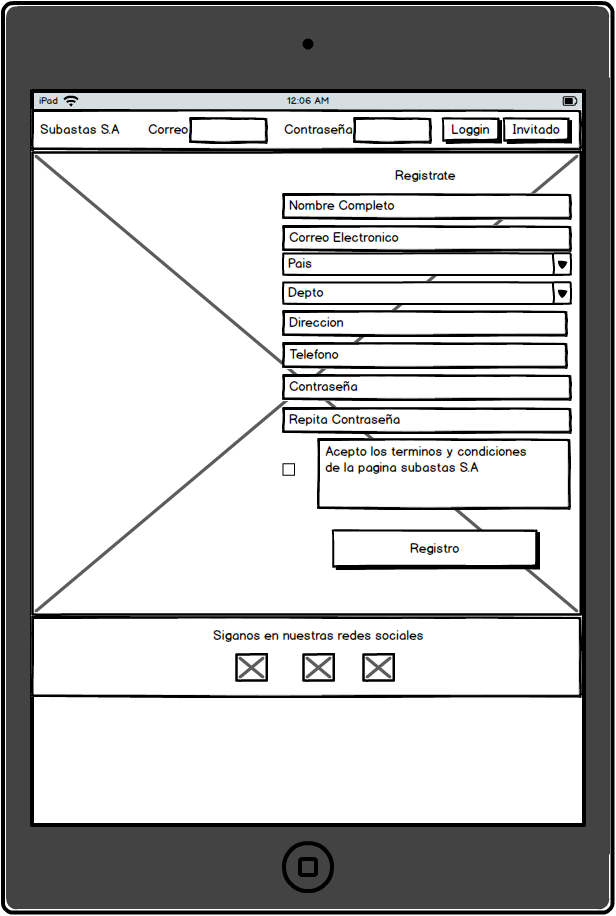 iPad 12:06 AM
Subastas S.A Correo Contraseña Loggin Invitado
Registrate
Nombre Completo
Correo Electronico
Pais
Depto
Direccion
Telefono
Contraseña
Repita Contraseña
Acepto los terminos y condiciones
de la pagina subastas S.A
Registro
Siganos en nuestras redes sociales